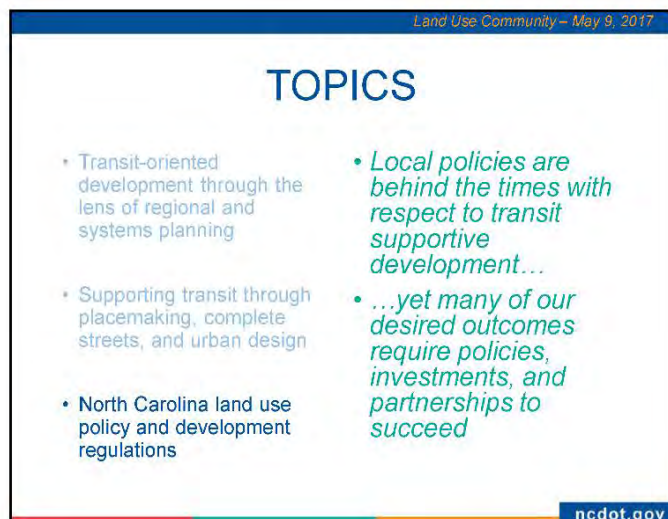 Land Use Community – May 9, 2017
TOPICS
• Transit-oriented
development through the
lens of regional and
systems planning
• Supporting transit through
placemaking, complete
streets, and urban design
• North Carolina land use
policy and development
regulations
• Local policies are
behind the times with
respect to transit
supportive
development…
• …yet many of our
desired outcomes
require policies,
investments, and
partnerships to
succeed
ncdot.gov